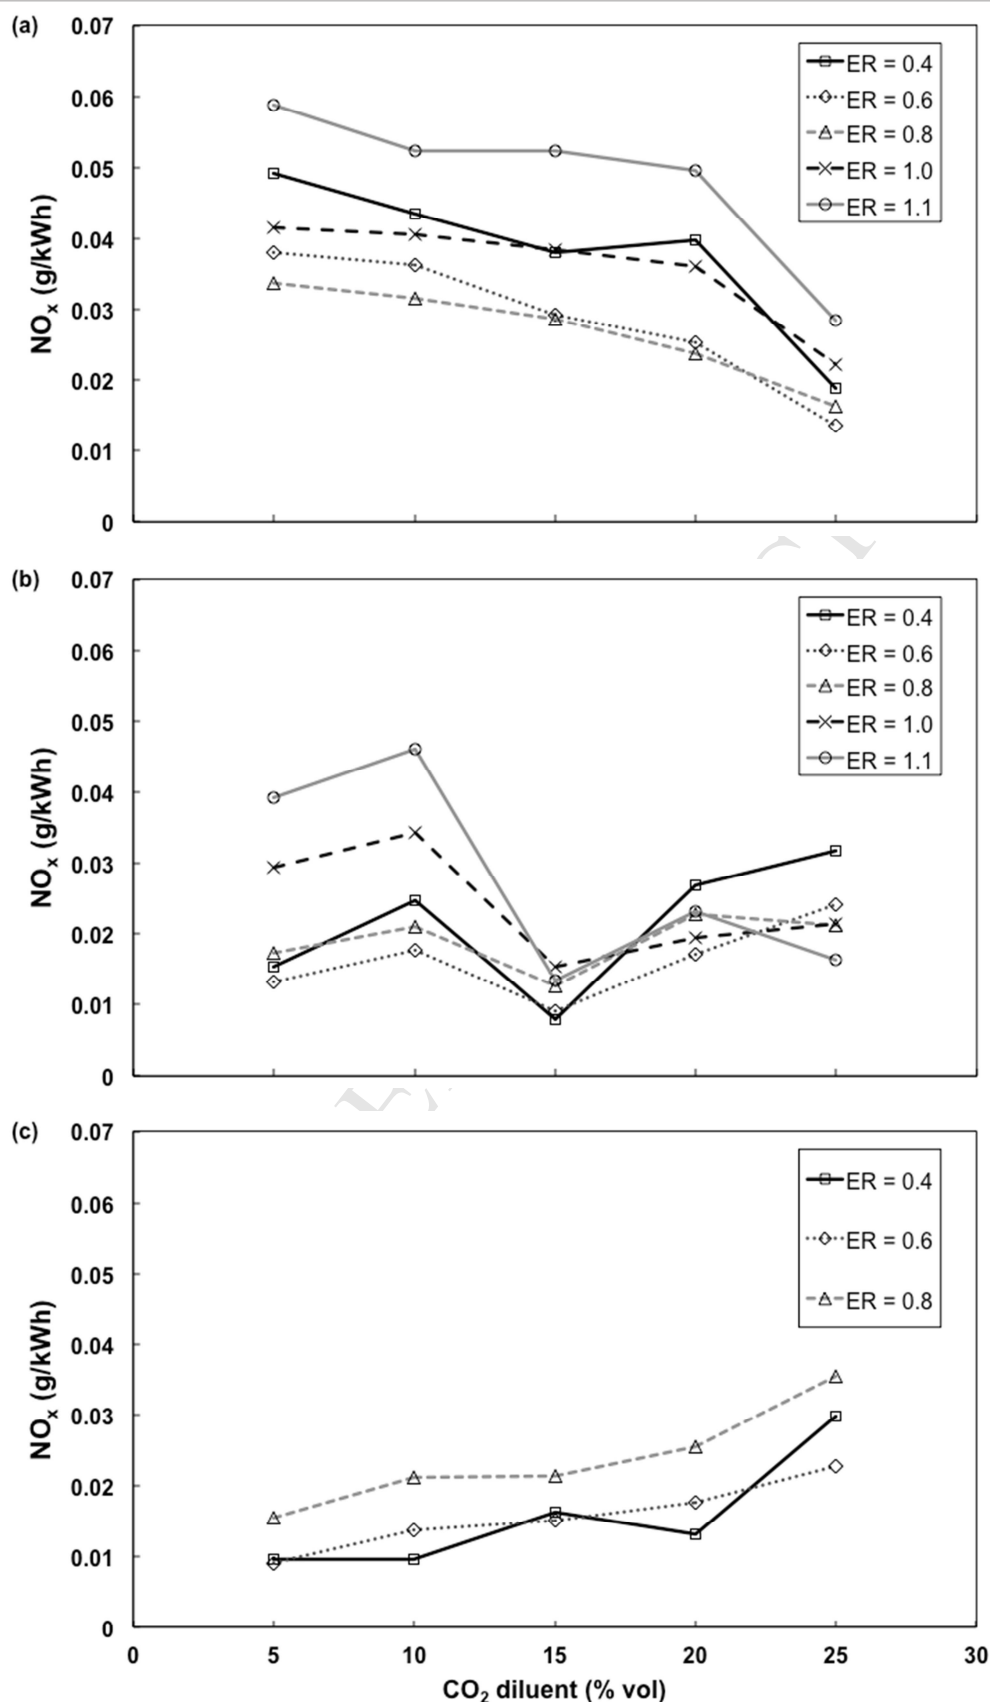 (a)
0.07
0.06
0.05
0.04
0.03
0.02
0.01
0
NOx (g/kWh)
ER = 0.4
ER = 0.6
ER = 0.8
ER = 1.0
ER = 1.1
(b)
0.07
0.06
0.05
0.04
0.03
0.02
0.01
0
NOx (g/kWh)
ER = 0.4
ER = 0.6
ER = 0.8
ER = 1.0
ER = 1.1
(c)
0.07
0.06
0.05
0.04
0.03
0.02
0.01
0
NOx (g/kWh)
ER = 0.4
ER = 0.6
ER = 0.8
0 5 10 15 20 25 30
CO2 diluent (% vol)